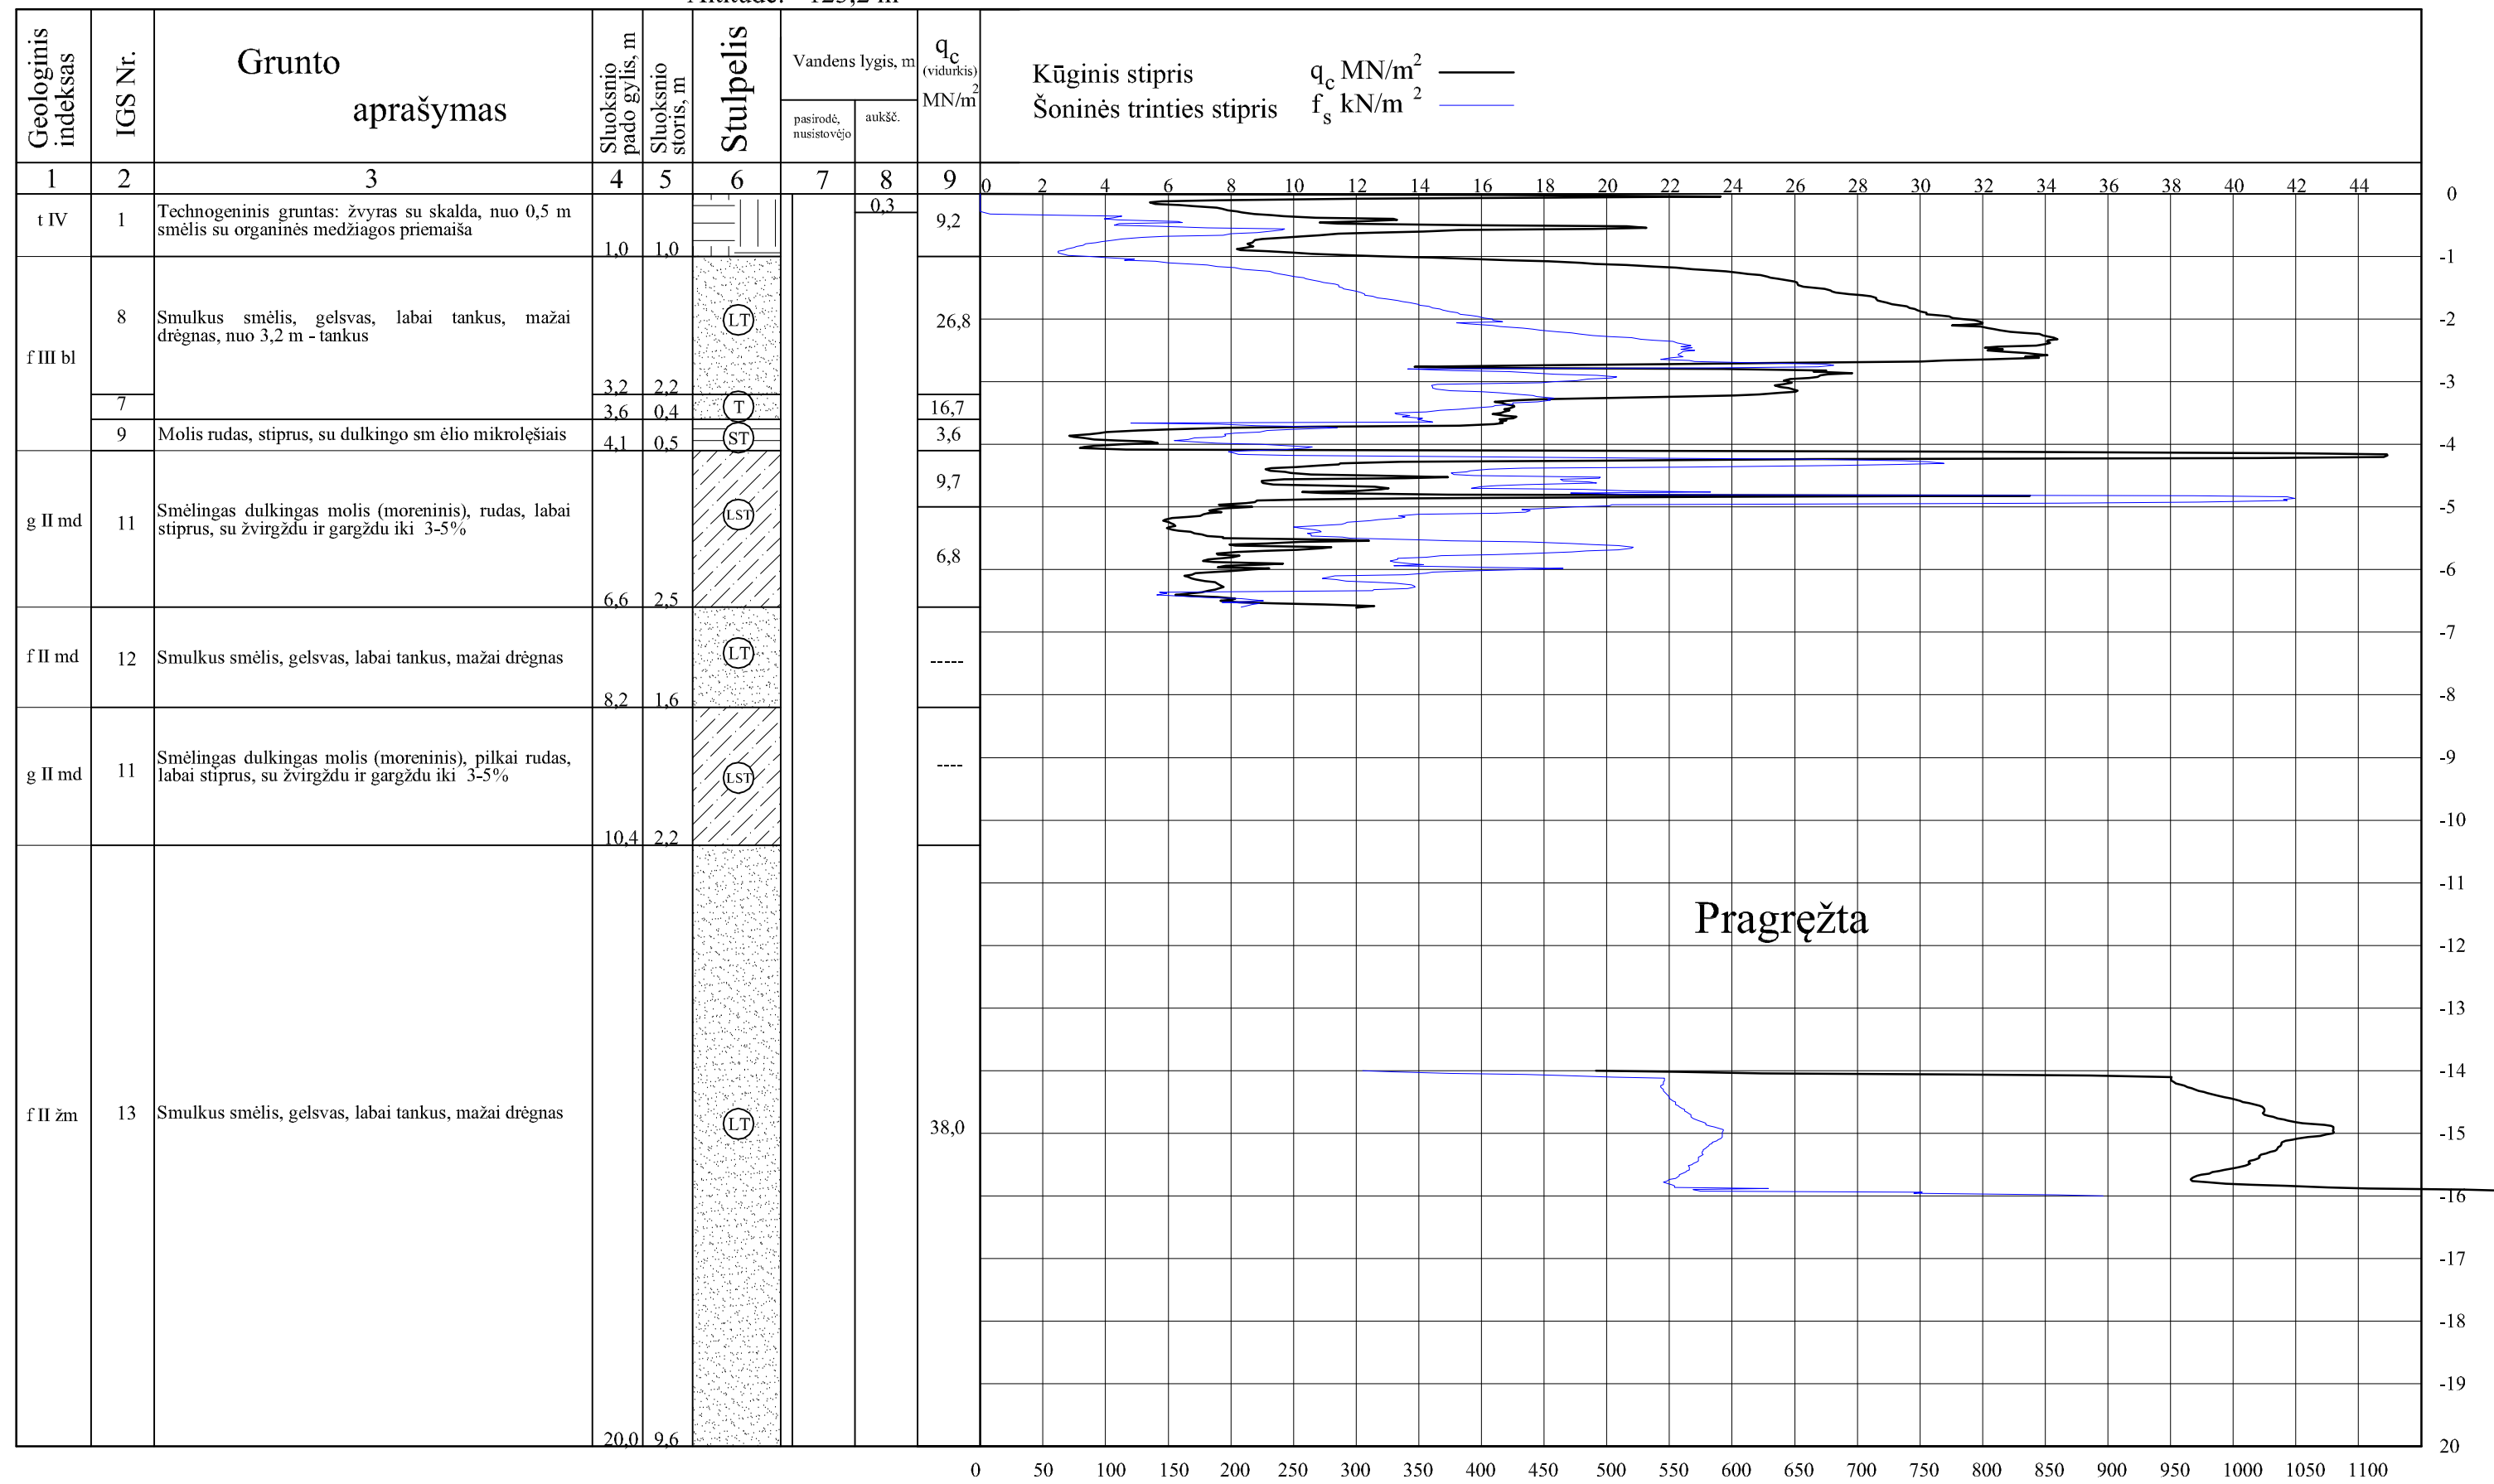 Geologinis
indeksas
IGS Nr.
Grunto
aprašymas
Sluoksnio
pado gylis, m
Sluoksnio
storis, m
Stulpelis
Vandens lygis, m
pasirodė,
nusistovėjo
aukšč.
qc
(vidurkis)
MN/m2
Kūginis stipris qc MN/m2
Šoninės trinties stipris fs kN/m 2
1 2 3 4 5 6 7 8 9
0 2 4 6 8 10 12 14 16 18 20 22 24 26 28 30 32 34 36 38 40 42 44
t IV 1
Technogeninis gruntas: žvyras su skalda, nuo 0,5 m
smėlis su organinės medžiagos priemaiša
1,0 1,0
0,3
9,2
f III bl
8
Smulkus smėlis, gelsvas, labai tankus, mažai
drėgnas, nuo 3,2 m - tankus
3,2 2,2
LT
26,8
7
3,6 0,4
T
16,7
9
Molis rudas, stiprus, su dulkingo sm ėlio mikrolęšiais
4,1 0,5
ST
3,6
g II md 11
Smėlingas dulkingas molis (moreninis), rudas, labai
stiprus, su žvirgždu ir gargždu iki 3-5%
6,6 2,5
LST
9,7
6,8
f II md 12
Smulkus smėlis, gelsvas, labai tankus, mažai drėgnas
8,2 1,6
LT
-----
g II md 11
Smėlingas dulkingas molis (moreninis), pilkai rudas,
labai stiprus, su žvirgždu ir gargždu iki 3-5%
10,4 2,2
LST
----
f II žm 13
Smulkus smėlis, gelsvas, labai tankus, mažai drėgnas
20,0 9,6
LT
38,0
Pragręžta
0
-1
-2
-3
-4
-5
-6
-7
-8
-9
-10
-11
-12
-13
-14
-15
-16
-17
-18
-19
20
0 50 100 150 200 250 300 350 400 450 500 550 600 650 700 750 800 850 900 950 1000 1050 1100